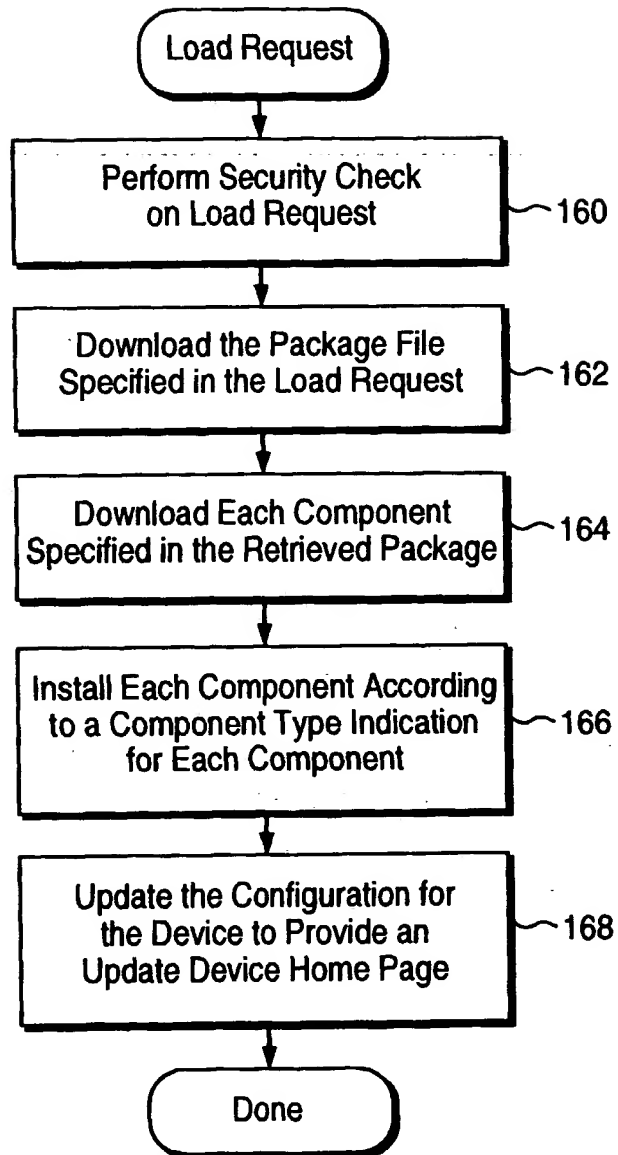 Load Request
Perform Security Check
on Load Request
160
Download the Package File
Specified in the Load Request
162
Download Each Component
Specified in the Retrieved Package
164
Install Each Component According
to a Component Type Indication
for Each Component
166
Update the Configuration for
the Device to Provide an
Update Device Home Page
168
Done